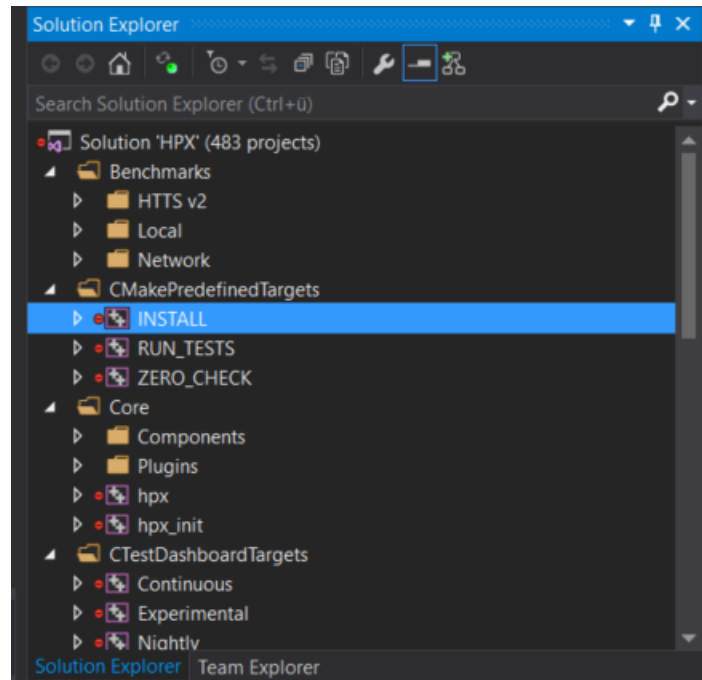 Solution Explorer
Search Solution Explorer (Ctrl+ü)
Solution 'HPX' (483 projects)
Benchmarks
HTTS v2
Local
Network
CMakePredefinedTargets
INSTALL
RUN_TESTS
ZERO_CHECK
Core
Components
Plugins
hpx
hpx_init
CTestDashboardTargets
Continuous
Experimental
Nightly
Solution Explorer Team Explorer